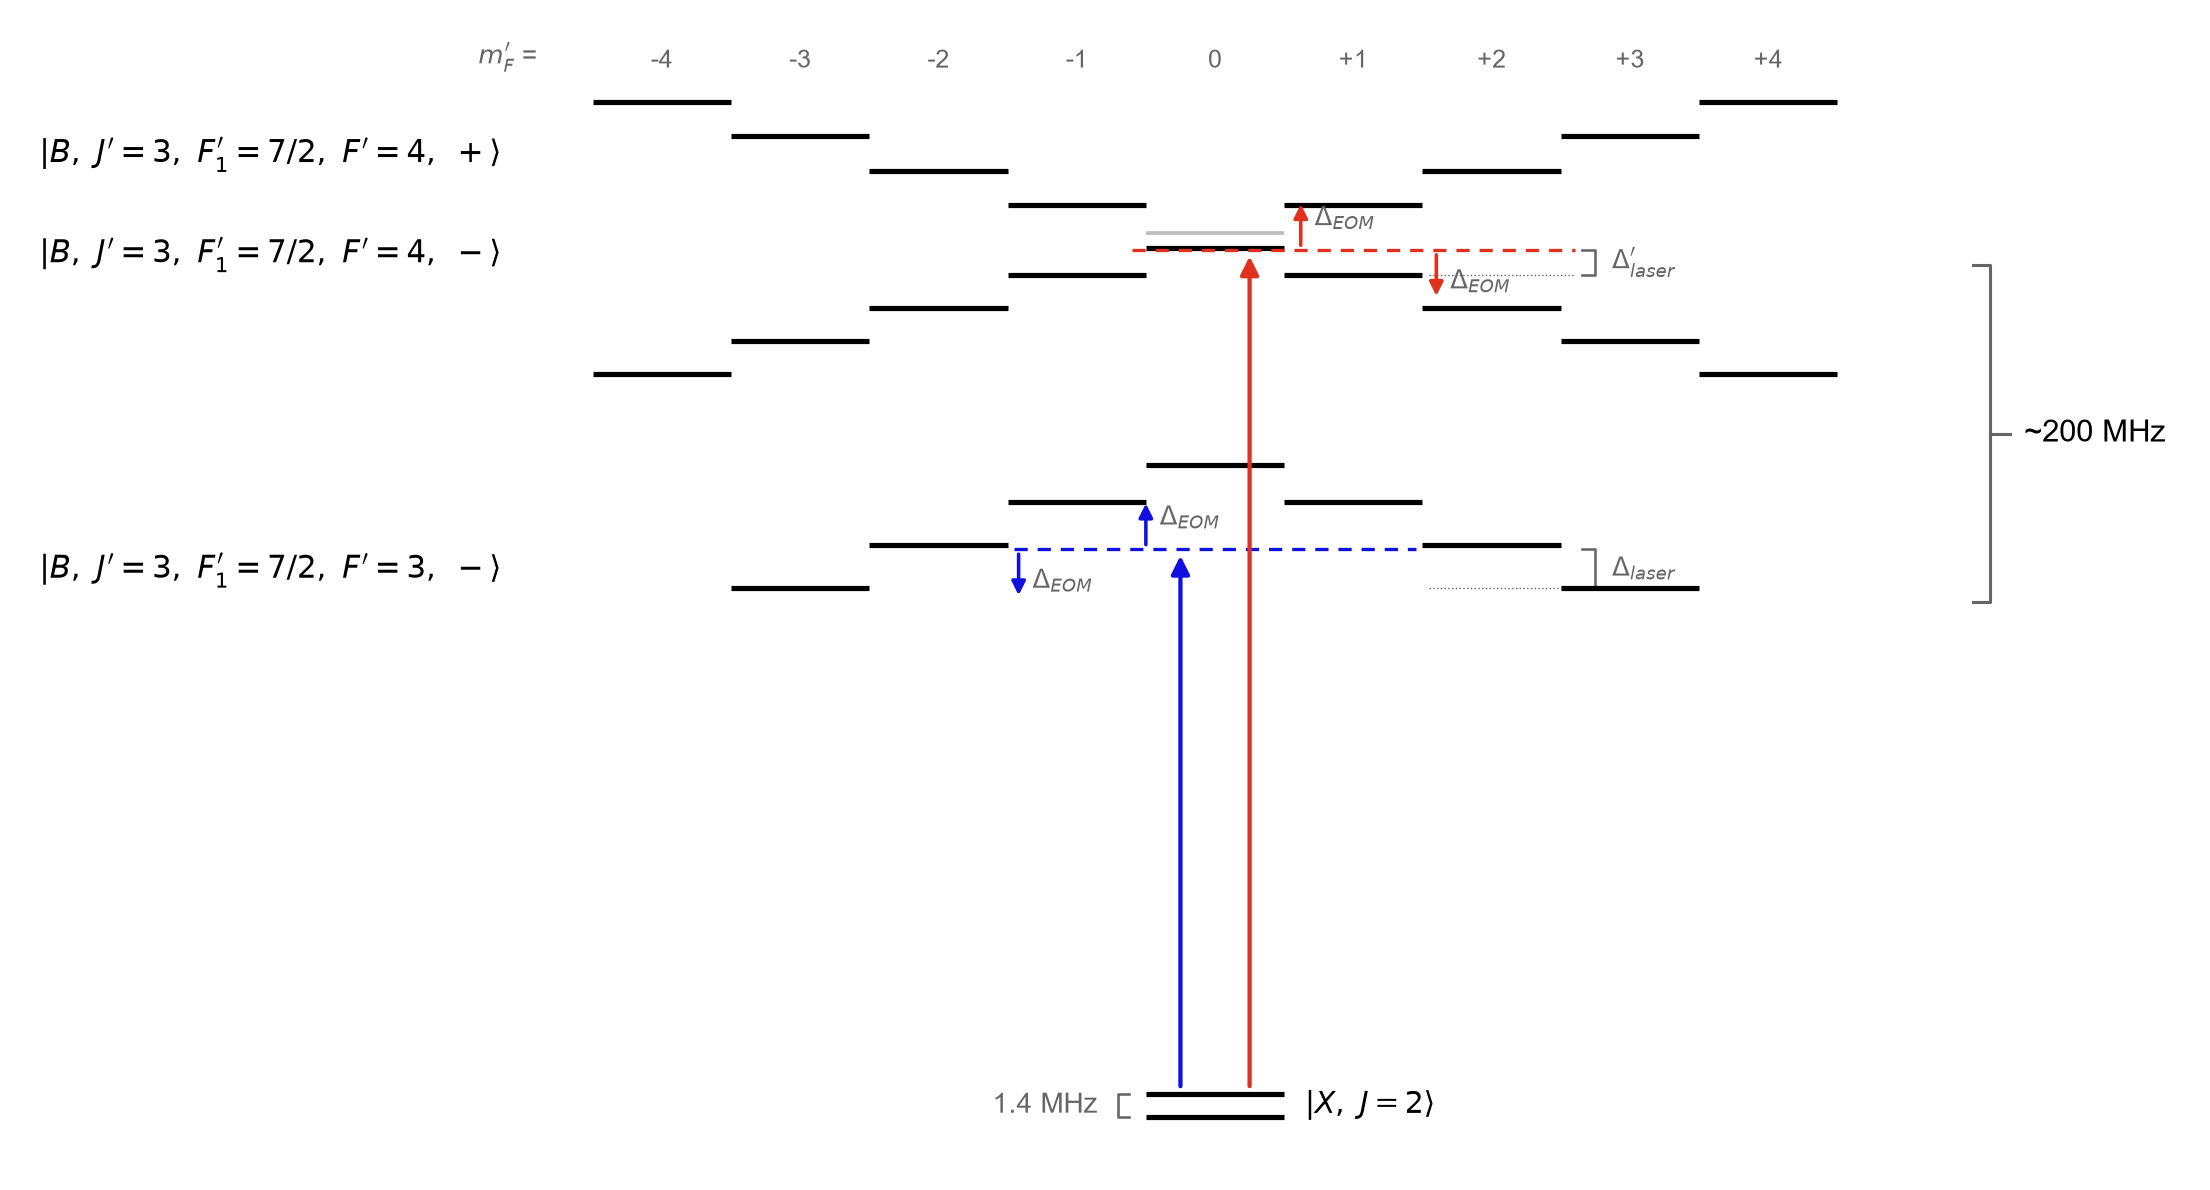 m′F = -4 -3 -2 -1 0 +1 +2 +3 +4
|B, J′ = 3, F′1 = 7/2, F′ = 4, + ⟩
ΔEOM
|B, J′ = 3, F′1 = 7/2, F′ = 4, − ⟩
Δ′laser
ΔEOM
~200 MHz
ΔEOM
|B, J′ = 3, F′1 = 7/2, F′ = 3, − ⟩
Δlaser
ΔEOM
1.4 MHz
|X, J = 2⟩